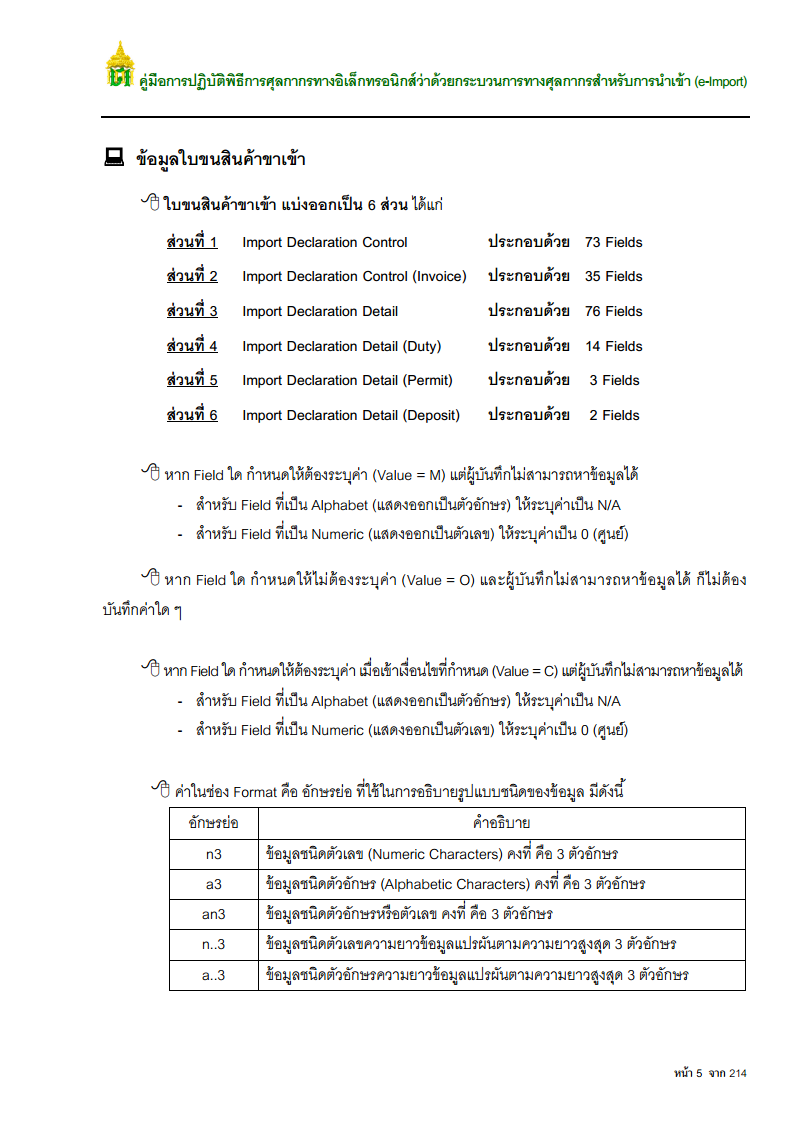 คู่มือการปฏิบัติพิธีการศุลกากรทางอิเล็กทรอนิกส์ว่าด้วยกระบวนการทางศุลกากรสำหรับการนำเข้า (e-Import)
ข้อมูลใบขนสินค้าขาเข้า
ใบขนสินค้าขาเข้า แบ่งออกเป็น 6 ส่วน ได้แก่
ส่วนที่ 1 Import Declaration Control ประกอบด้วย 73 Fields
ส่วนที่ 2 Import Declaration Control (Invoice) ประกอบด้วย 35 Fields
ส่วนที่ 3 Import Declaration Detail ประกอบด้วย 76 Fields
ส่วนที่ 4 Import Declaration Detail (Duty) ประกอบด้วย 14 Fields
ส่วนที่ 5 Import Declaration Detail (Permit) ประกอบด้วย 3 Fields
ส่วนที่ 6 Import Declaration Detail (Deposit) ประกอบด้วย 2 Fields
หาก Field ใด กำหนดให้ต้องระบุค่า (Value = M) แต่ผู้บันทึกไม่สามารถหาข้อมูลได้
- สำหรับ Field ที่เป็น Alphabet (แสดงออกเป็นตัวอักษร) ให้ระบุค่าเป็น N/A
- สำหรับ Field ที่เป็น Numeric (แสดงออกเป็นตัวเลข) ให้ระบุค่าเป็น 0 (ศูนย์)
หาก Field ใด กำหนดให้ไม่ต้องระบุค่า (Value = O) และผู้บันทึกไม่สามารถหาข้อมูลได้ ก็ไม่ต้อง
บันทึกค่าใด ๆ
หาก Field ใด กำหนดให้ต้องระบุค่า เมื่อเข้าเงื่อนไขที่กำหนด (Value = C) แต่ผู้บันทึกไม่สามารถหาข้อมูลได้
- สำหรับ Field ที่เป็น Alphabet (แสดงออกเป็นตัวอักษร) ให้ระบุค่าเป็น N/A
- สำหรับ Field ที่เป็น Numeric (แสดงออกเป็นตัวเลข) ให้ระบุค่าเป็น 0 (ศูนย์)
ค่าในช่อง Format คือ อักษรย่อ ที่ใช้ในการอธิบายรูปแบบชนิดของข้อมูล มีดังนี้
อักษรย่อ คำอธิบาย
n3 ข้อมูลชนิดตัวเลข (Numeric Characters) คงที่ คือ 3 ตัวอักษร
a3 ข้อมูลชนิดตัวอักษร (Alphabetic Characters) คงที่ คือ 3 ตัวอักษร
an3 ข้อมูลชนิดตัวอักษรหรือตัวเลข คงที่ คือ 3 ตัวอักษร
n..3 ข้อมูลชนิดตัวเลขความยาวข้อมูลแปรผันตามความยาวสูงสุด 3 ตัวอักษร
a..3 ข้อมูลชนิดตัวอักษรความยาวข้อมูลแปรผันตามความยาวสูงสุด 3 ตัวอักษร
หน้า 5 จาก 214